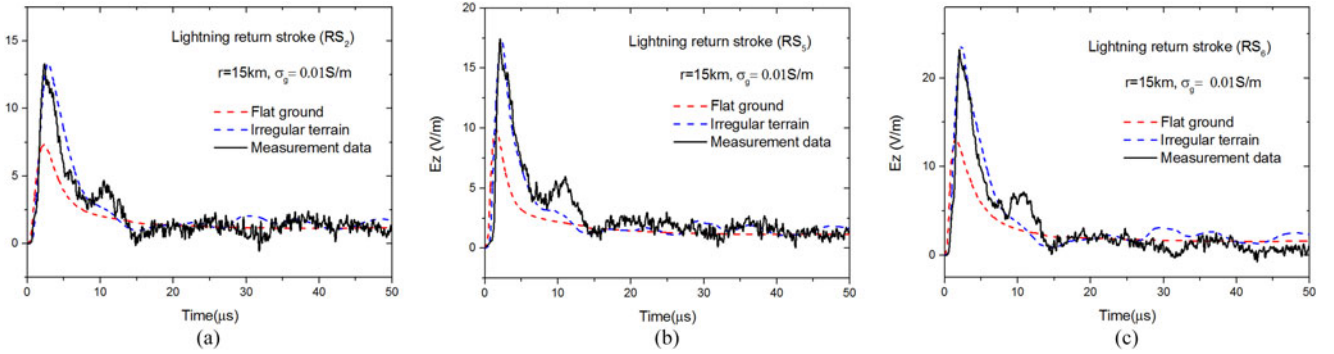 Lightning return stroke (RS2)
r=15km, σg= 0.01S/m
Flat ground
Irregular terrain
Measurement data
15
10
5
0
0 10 20 30 40 50
Time(μs)
(a)
Ez (V/m)
20
15
10
5
0
Lightning return stroke (RS5)
r=15km, σg= 0.01S/m
Flat ground
Irregular terrain
Measurement data
0 10 20 30 40 50
Time(μs)
(b)
Ez (V/m)
20
10
0
Lightning return stroke (RS6)
r=15km, σg= 0.01S/m
Flat ground
Irregular terrain
Measurement data
0 10 20 30 40 50
Time(μs)
(c)